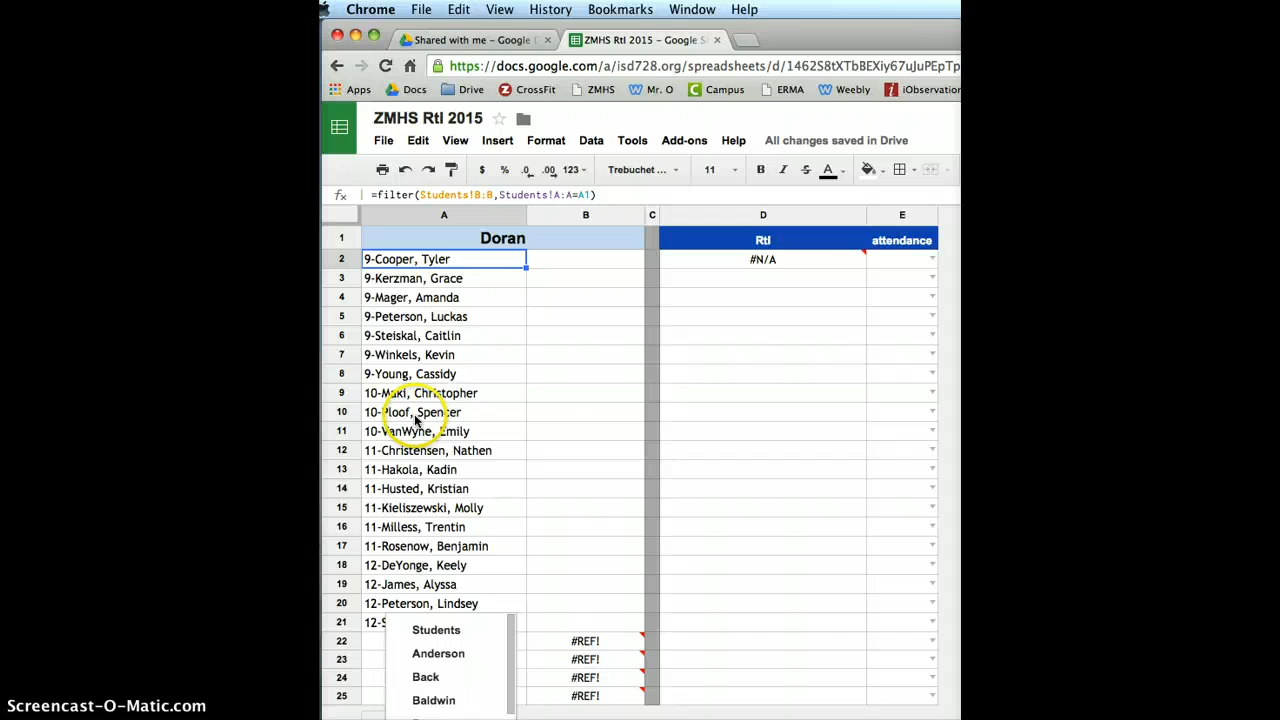 Chrome File Edit View History Bookmarks Window Help
Shared with me - Google × ZMHS RtI 2015 - Google S ×
https://docs.google.com/a/isd728.org/spreadsheets/d/1462S8tXTbBEXiy67uJuPEpTp
Apps Docs Drive CrossFit ZMHS Mr. O Campus ERMA Weebly iObservation
ZMHS RtI 2015
File Edit View Insert Format Data Tools Add-ons Help All changes saved in Drive
$ % .0 .00 123 Trebuchet ... 11 B I S A
fx =filter(Students!B:B,Students!A:A=A1)
A B C D E
1 Doran RtI attendance
2 9-Cooper, Tyler #N/A
3 9-Kerzman, Grace
4 9-Mager, Amanda
5 9-Peterson, Luckas
6 9-Steiskal, Caitlin
7 9-Winkels, Kevin
8 9-Young, Cassidy
9 10-Maki, Christopher
10 10-Ploof, Spencer
11 10-VanWyhe, Emily
12 11-Christensen, Nathen
13 11-Hakola, Kadin
14 11-Husted, Kristian
15 11-Kieliszewski, Molly
16 11-Milless, Trentin
17 11-Rosenow, Benjamin
18 12-DeYonge, Keely
19 12-James, Alyssa
20 12-Peterson, Lindsey
21 12-S
22 #REF!
23 #REF!
24 #REF!
25 #REF!
Students
Anderson
Back
Baldwin
Screencast-O-Matic.com